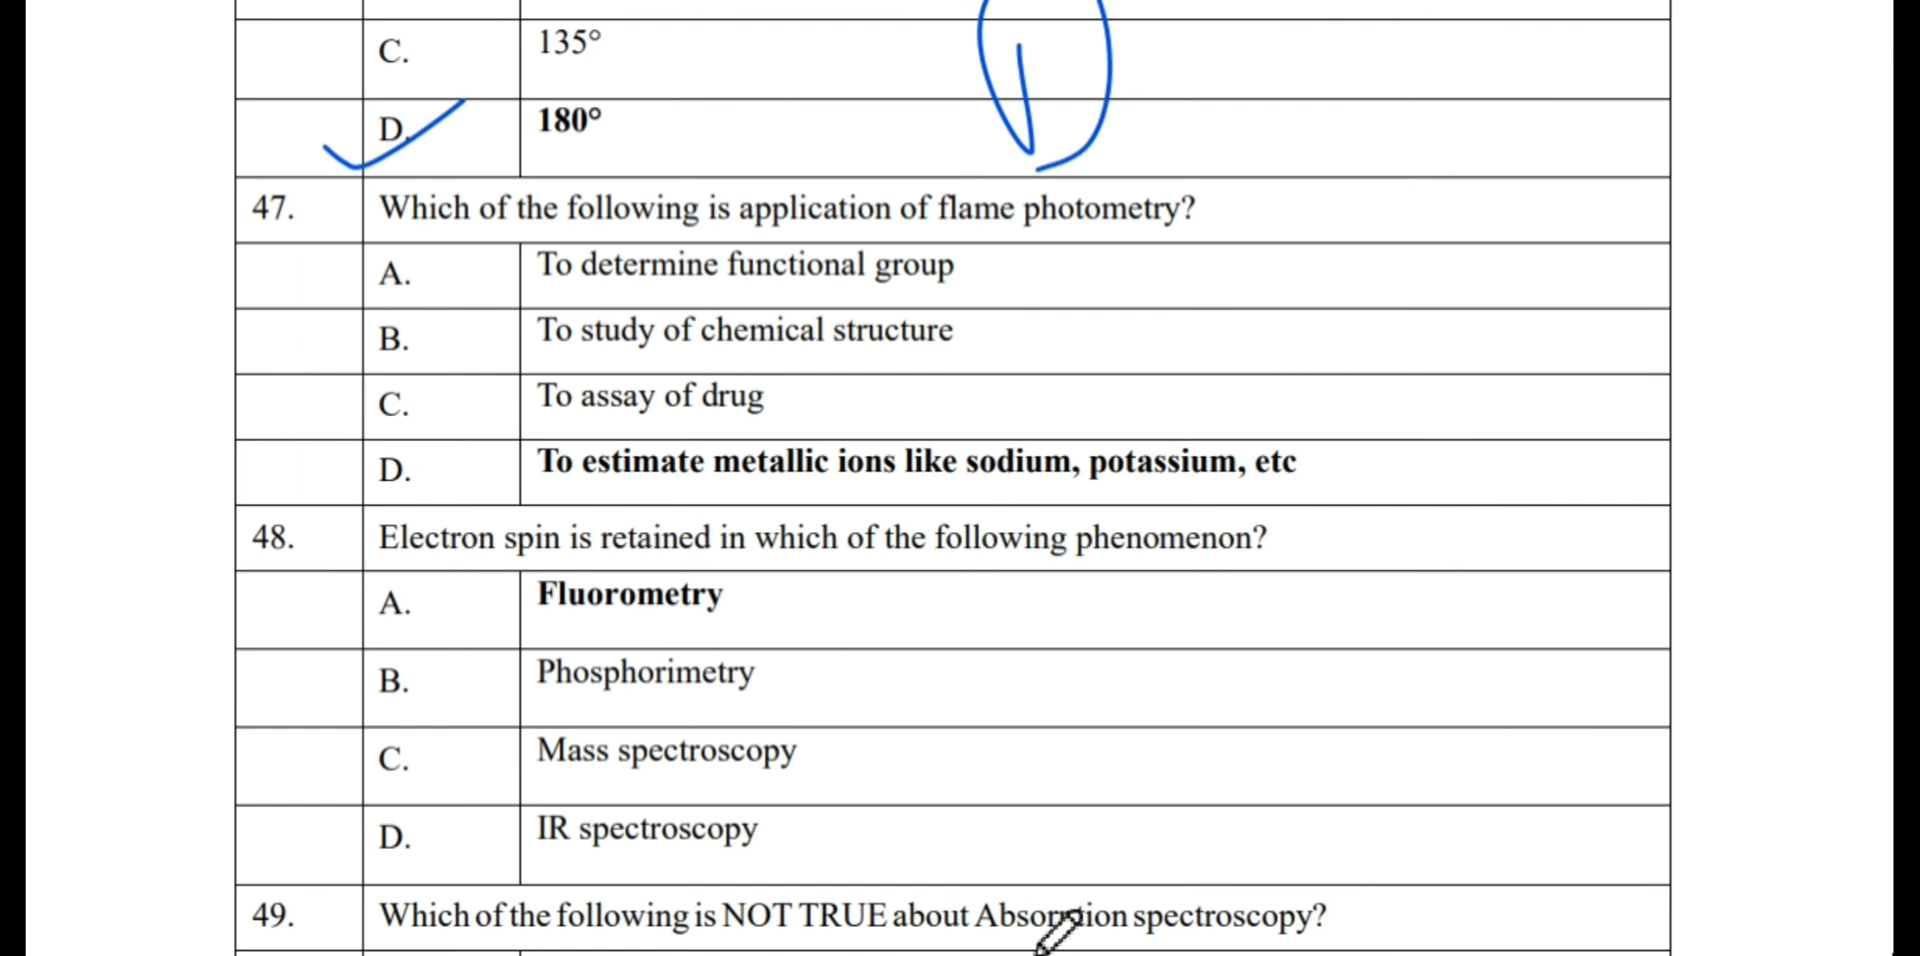 C. 135°
D. 180°
47. Which of the following is application of flame photometry?
A. To determine functional group
B. To study of chemical structure
C. To assay of drug
D. To estimate metallic ions like sodium, potassium, etc
48. Electron spin is retained in which of the following phenomenon?
A. Fluorometry
B. Phosphorimetry
C. Mass spectroscopy
D. IR spectroscopy
49. Which of the following is NOT TRUE about Absorption spectroscopy?